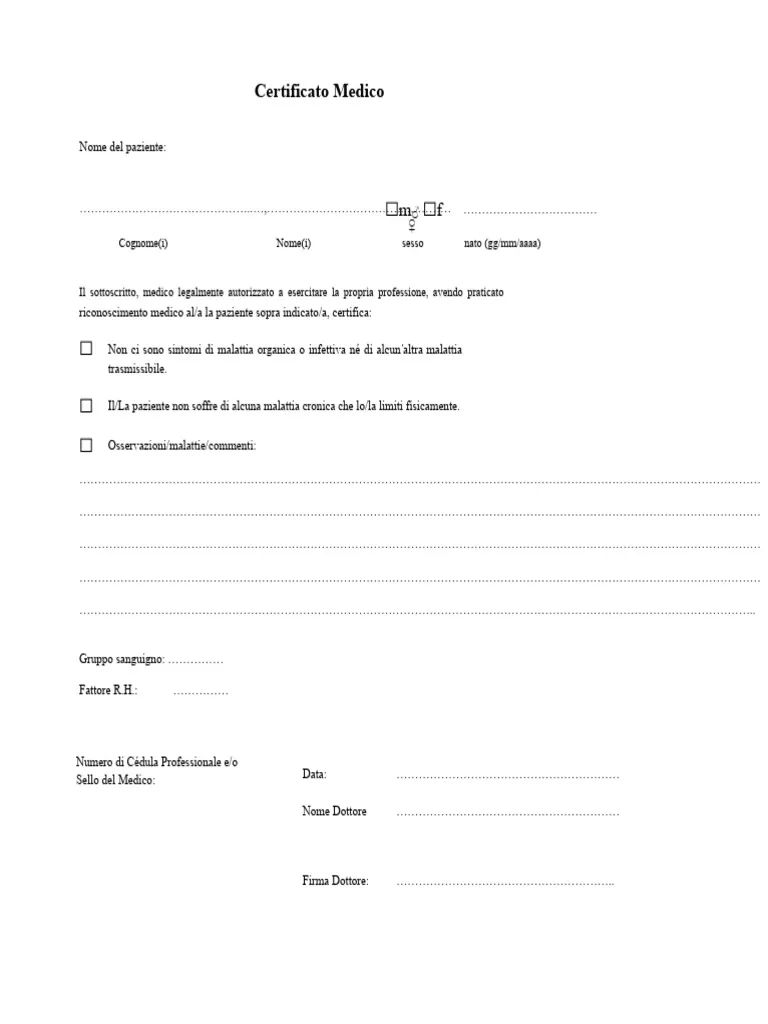 Certificato Medico
Nome del paziente:
……………………………………..…,……………………………..………… □m♂♀ □f ………………………………
Cognome(i) Nome(i) sesso nato (gg/mm/aaaa)
Il sottoscritto, medico legalmente autorizzato a esercitare la propria professione, avendo praticato
riconoscimento medico al/a la paziente sopra indicato/a, certifica:
□ Non ci sono sintomi di malattia organica o infettiva né di alcun'altra malattia
trasmissibile.
□ Il/La paziente non soffre di alcuna malattia cronica che lo/la limiti fisicamente.
□ Osservazioni/malattie/commenti:
…………………………………………………………………………………………………………………………
…………………………………………………………………………………………………………………………
…………………………………………………………………………………………………………………………
…………………………………………………………………………………………………………………………
………………………………………………………………………………………………………………………..
Gruppo sanguigno: ……………
Fattore R.H.: ……………
Numero di Cédula Professionale e/o
Sello del Medico:
Data: ……………………………………………………
Nome Dottore ……………………………………………………
Firma Dottore: …………………………………………………..